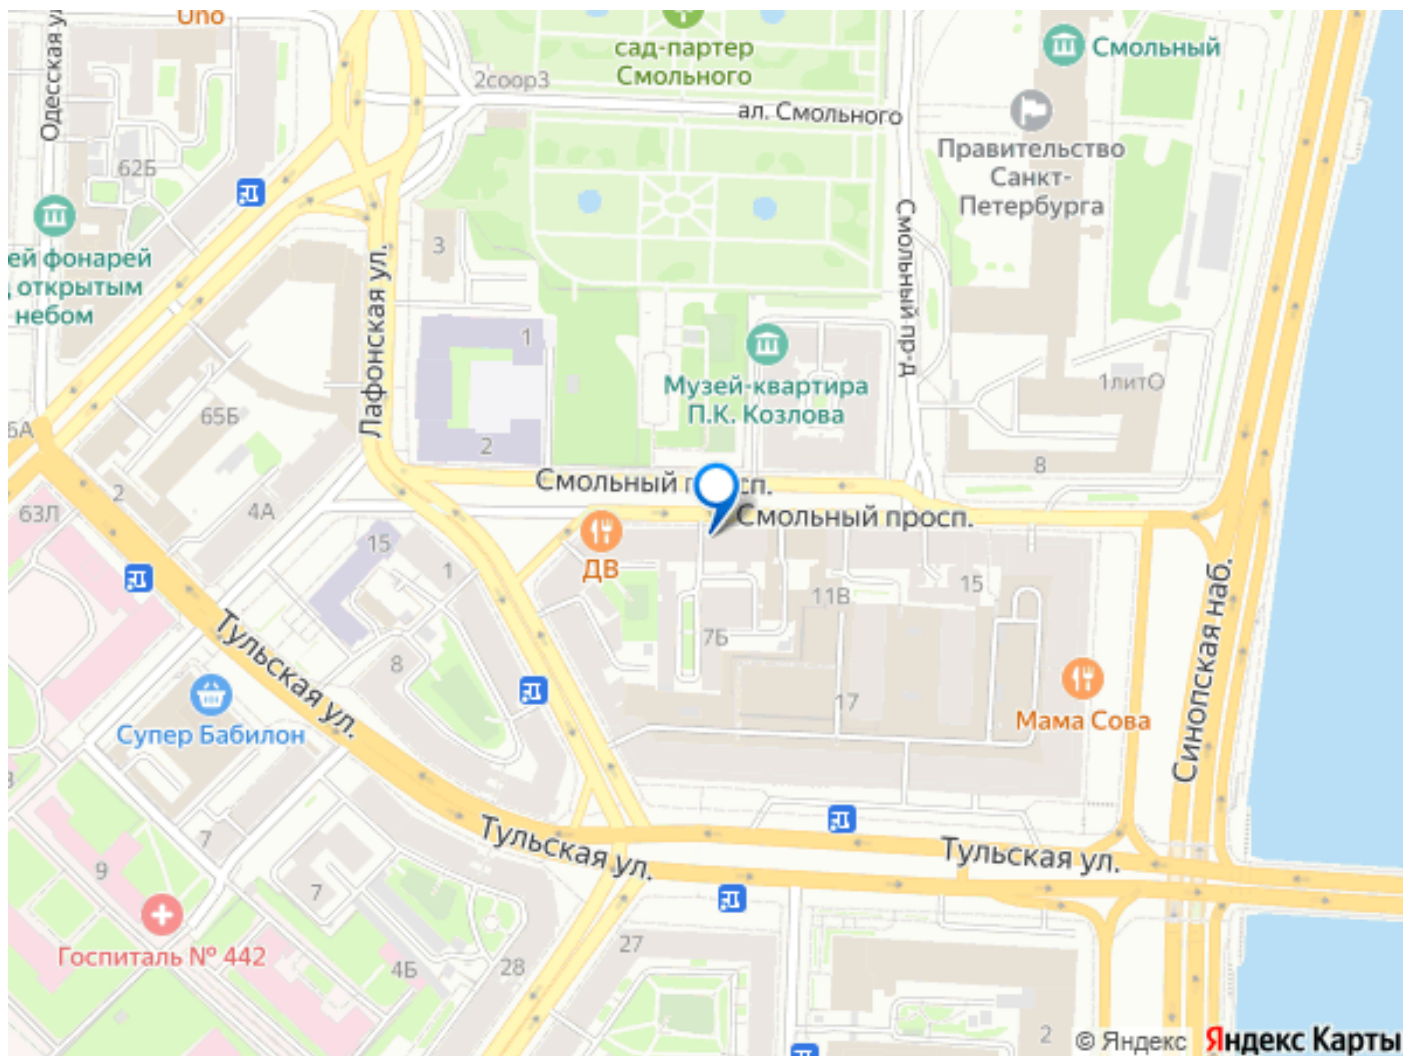 Uno
Одесская ул
сад-партер
Смольного
Смольный
2соор3
ал. Смольного
Правительство
Санкт-
Петербурга
62Б
ей фонарей
открытым
небом
3
Лафонская ул.
Смольный пр-д
1
Музей-квартира
П.К. Козлова
1литО
65Б
6А
2
8
Смольный просп.
Смольный просп.
2
4А
63Л
15
1
ДВ
11В
15
7Б
8
17
Тульская ул.
Супер Бабилон
Мама Сова
Синопская наб.
7
Тульская ул.
Тульская ул.
9
7
Госпиталь № 442
4Б
28
27
2
© Яндекс
Яндекс Карты